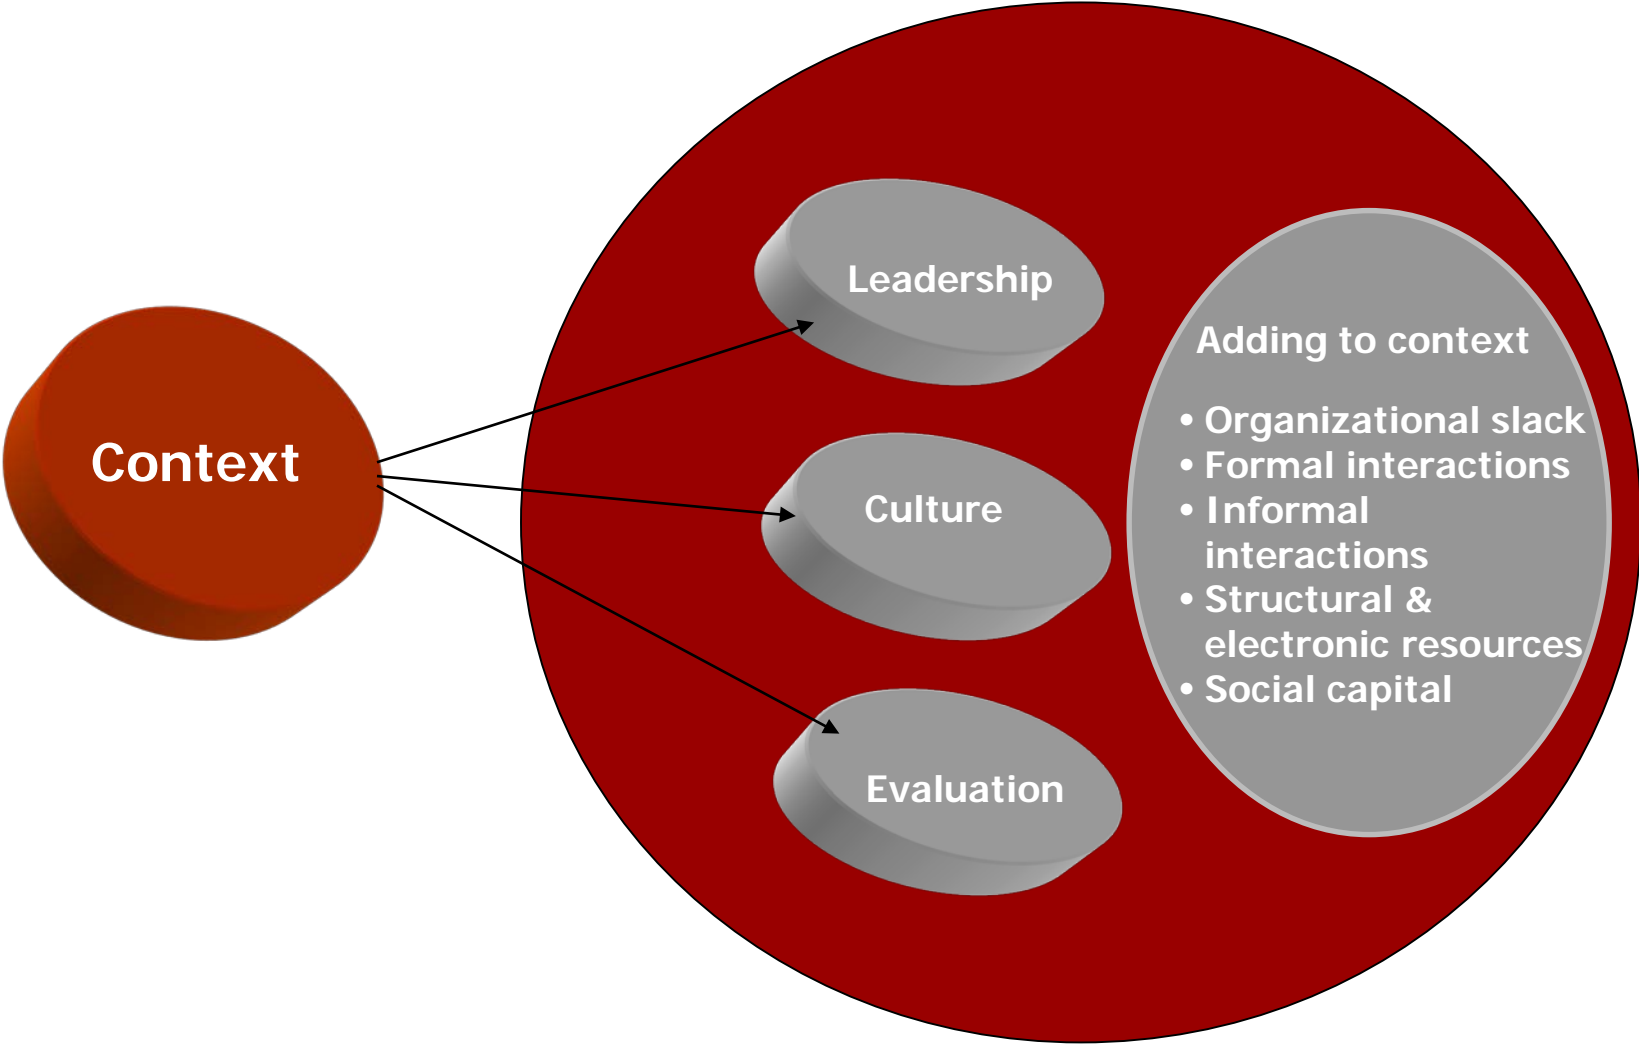 Context
Leadership
Culture
Evaluation
Adding to context
• Organizational slack
• Formal interactions
• Informal
interactions
• Structural &
electronic resources
• Social capital